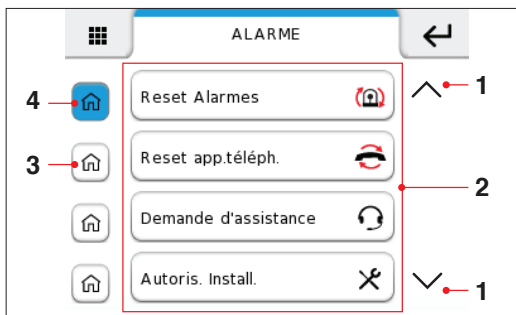 ALARME
Reset Alarmes
1
4
Reset app.téléph.
3
2
Demande d'assistance
Autoris. Install.
1